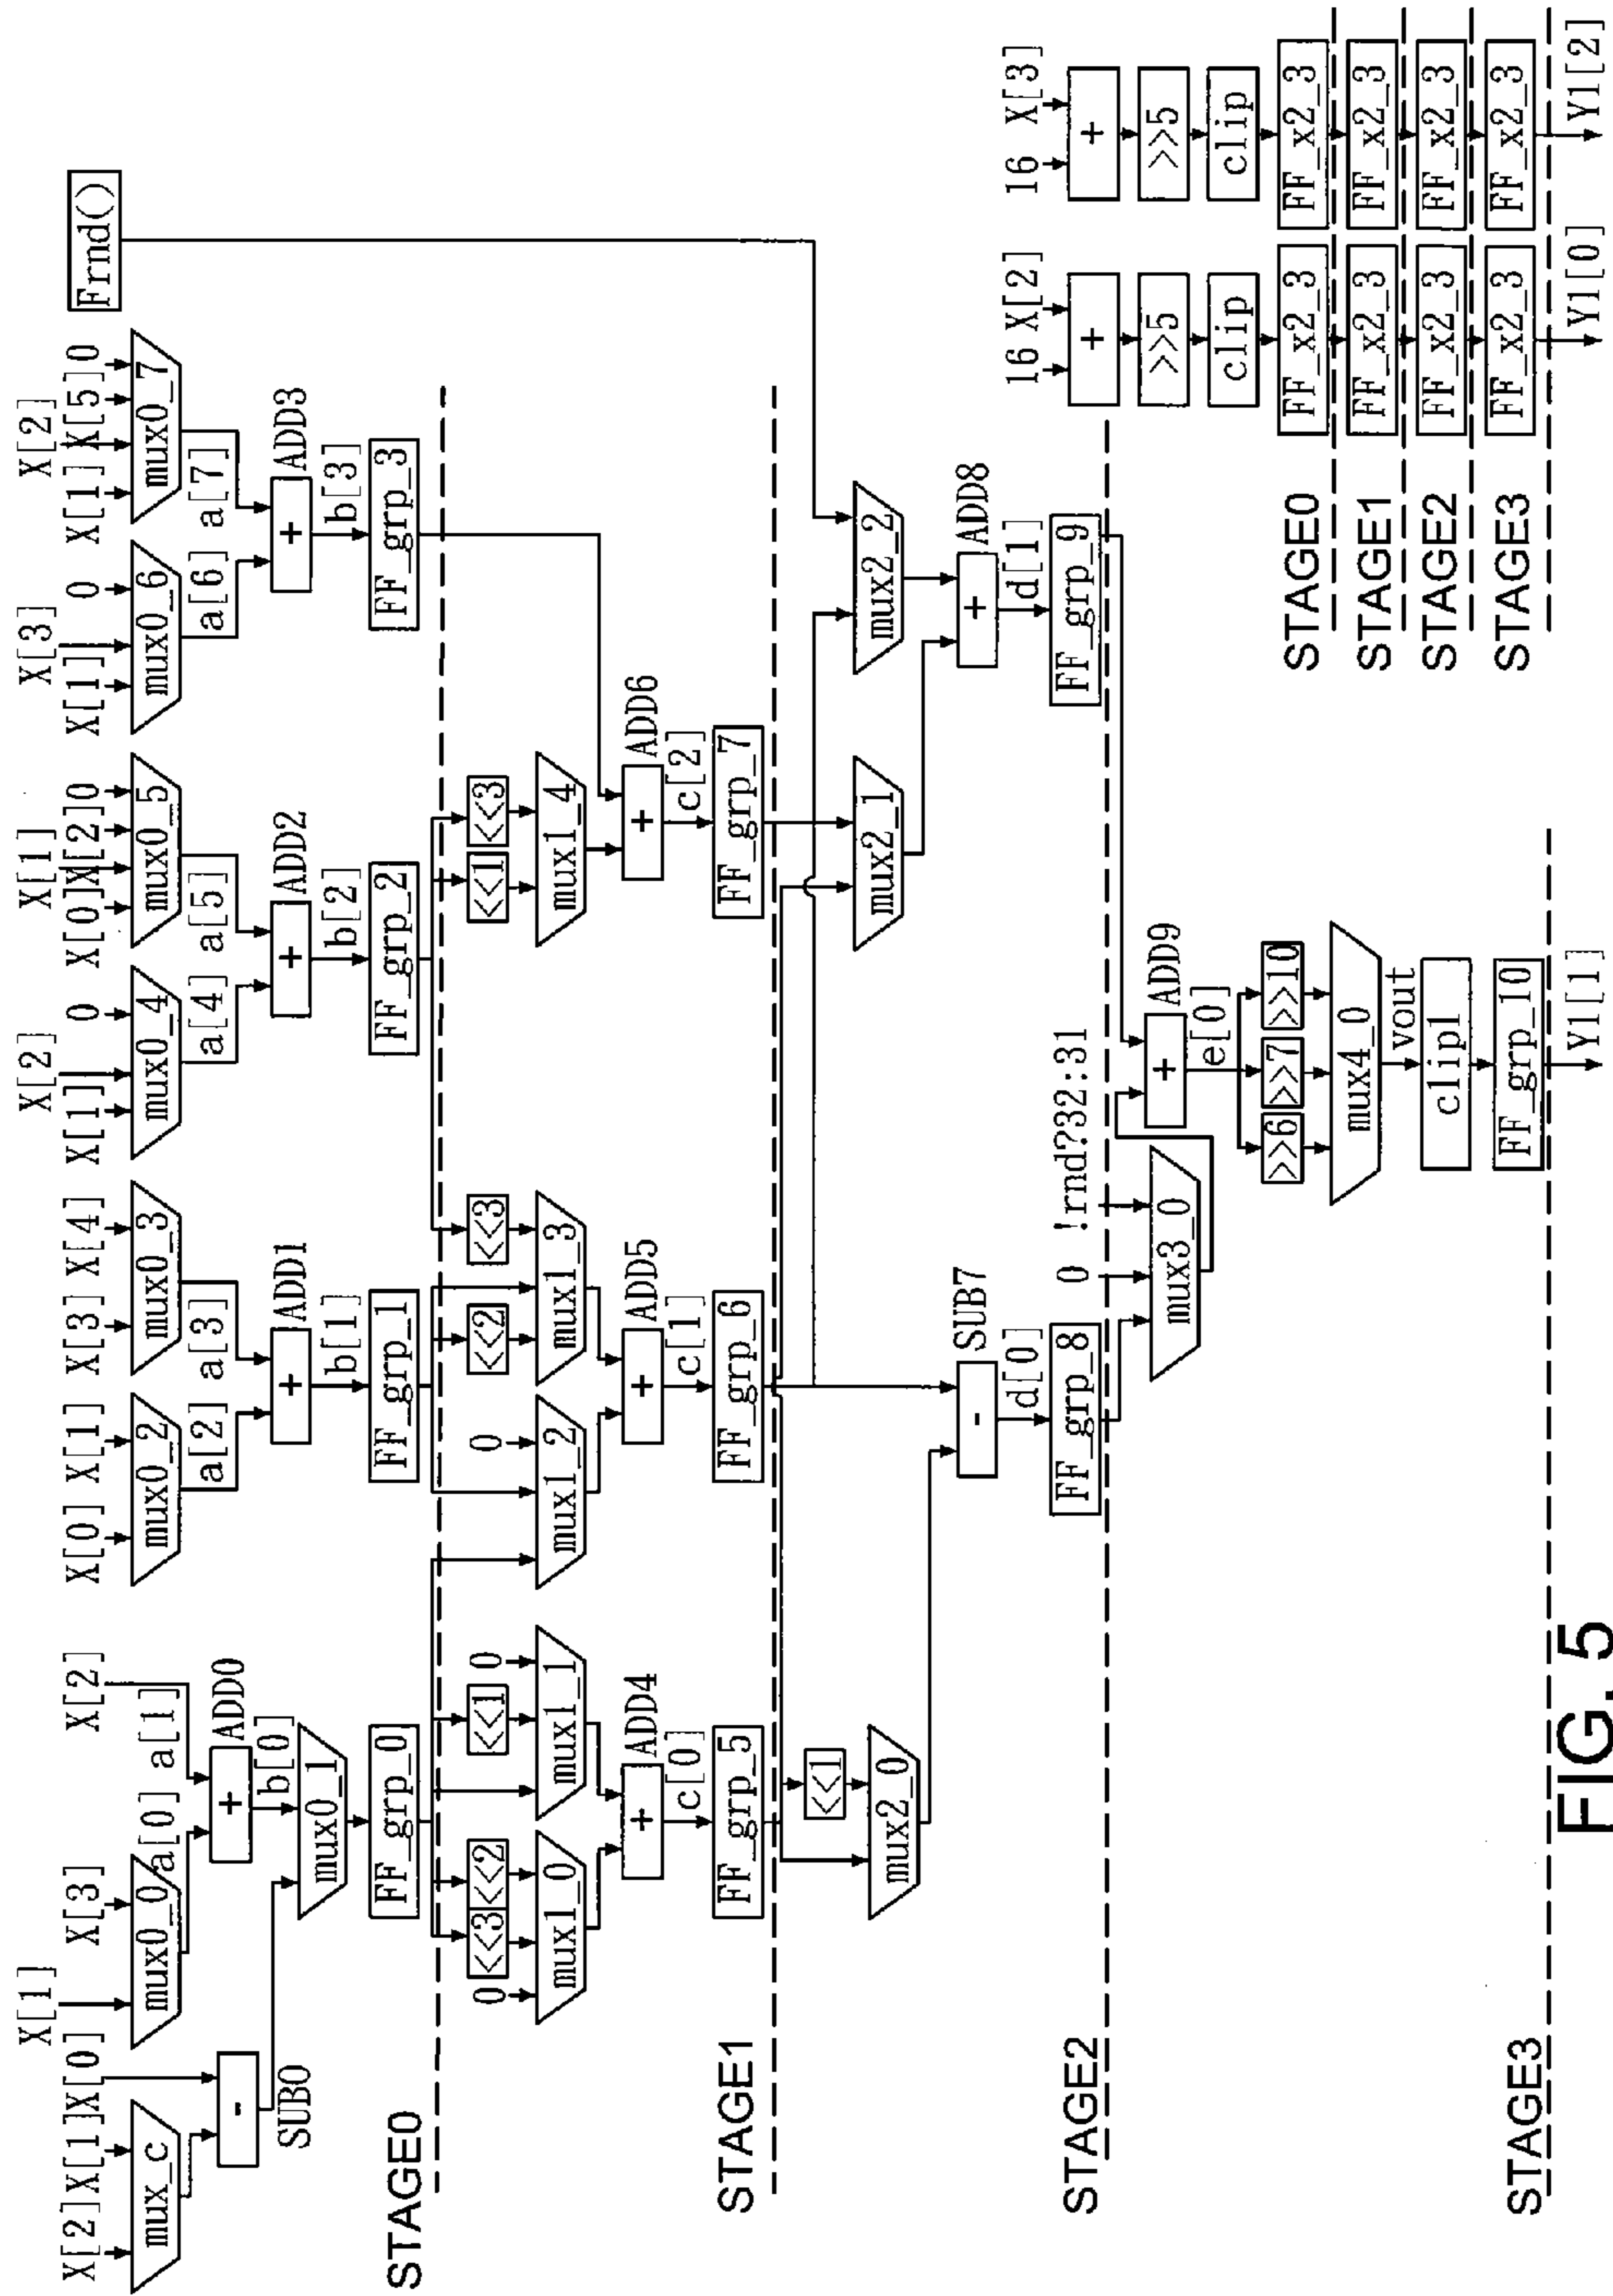 X[1]
X[2]
X[3]
X[2]
X[1]
X[3]
X[2]
X[2] X[1] X[0]
X[0] X[1]
X[3] X[4]
X[1] 0
X[0] X[2] 0
X[1] 0
X[1] X[5] 0
Frnd()
mux_c
mux0_0
mux0_2
mux0_3
mux0_4
mux0_5
mux0_6
mux0_7
a[0]
a[1]
a[2]
a[3]
a[4]
a[5]
a[6]
a[7]
-
SUB0
+
ADD0
+
ADD1
+
ADD2
+
ADD3
b[0]
b[1]
b[2]
b[3]
mux0_1
FF_grp_0
FF_grp_1
FF_grp_2
FF_grp_3
STAGE0
0
<<3
<<2
<<1
0
0
<<2
<<3
<<1
<<3
mux1_0
mux1_1
mux1_2
mux1_3
mux1_4
+
ADD4
+
ADD5
+
ADD6
c[0]
c[1]
c[2]
FF_grp_5
FF_grp_6
FF_grp_7
STAGE1
<<1
mux2_0
mux2_1
mux2_2
-
SUB7
+
ADD8
d[0]
d[1]
FF_grp_8
FF_grp_9
STAGE2
0
!rnd?32:31
mux3_0
+
ADD9
e[0]
>>6
>>7
>>10
mux4_0
vout
clip1
FF_grp_10
STAGE3
Y1[1]
16 X[2]
16 X[3]
+
+
>>5
>>5
clip
clip
FF_x2_3
FF_x2_3
STAGE0
FF_x2_3
FF_x2_3
STAGE1
FF_x2_3
FF_x2_3
STAGE2
FF_x2_3
FF_x2_3
STAGE3
Y1[0]
Y1[2]
FIG. 5